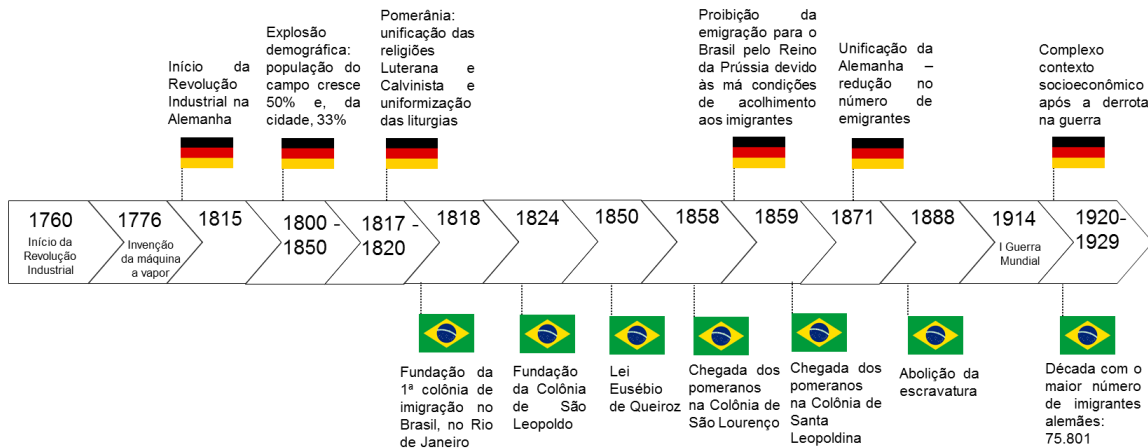 Início da
Revolução
Industrial na
Alemanha
Explosão
demográfica:
população do
campo cresce
50% e, da
cidade, 33%
Pomerânia:
unificação das
religiões
Luterana e
Calvinista e
uniformização
das liturgias
Proibição da
emigração para o
Brasil pelo Reino
da Prússia devido
às má condições
de acolhimento
aos imigrantes
Unificação da
Alemanha –
redução no
número de
emigrantes
Complexo
contexto
socioeconômico
após a derrota
na guerra
1760
Início da
Revolução
Industrial
1776
Invenção
da máquina
a vapor
1815
1800 -
1850
1817 -
1820
1818
1824
1850
1858
1859
1871
1888
1914
I Guerra
Mundial
1920-
1929
Fundação da
1ª colônia de
imigração no
Brasil, no Rio
de Janeiro
Fundação
da Colônia
de São
Leopoldo
Lei
Eusébio
de Queiroz
Chegada dos
pomeranos
na Colônia de
São Lourenço
Chegada dos
pomeranos
na Colônia de
Santa
Leopoldina
Abolição da
escravatura
Década com o
maior número
de imigrantes
alemães:
75.801